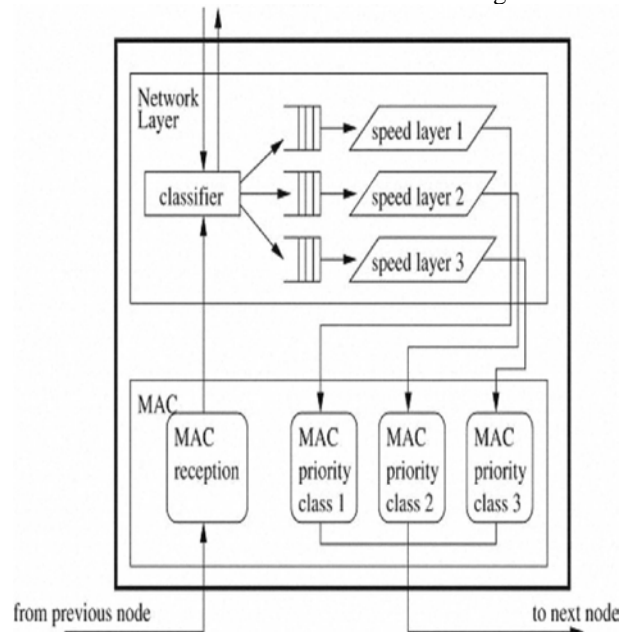 Network
Layer
classifier
speed layer 1
speed layer 2
speed layer 3
MAC
MAC
reception
MAC
priority
class 1
MAC
priority
class 2
MAC
priority
class 3
from previous node
to next node